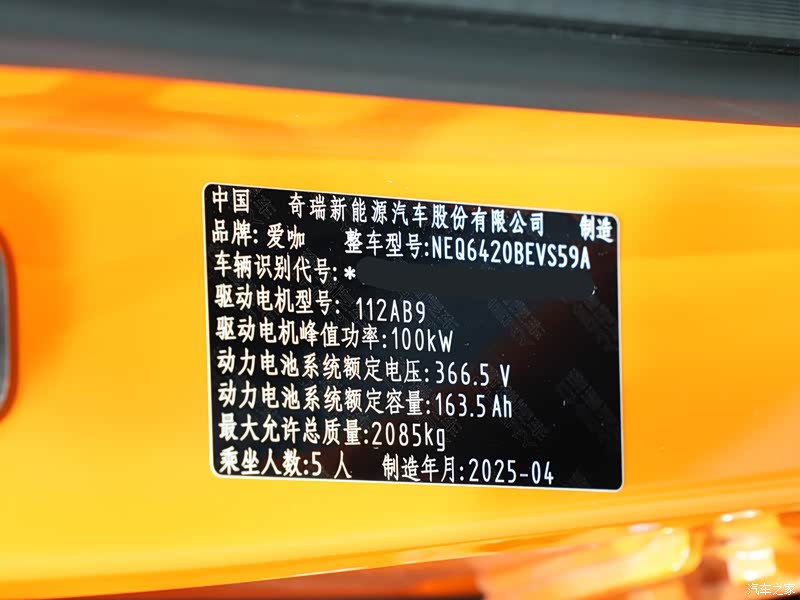 中国 奇瑞新能源汽车股份有限公司 制造
品牌: 爱咖 整车型号:NEQ6420BEVS59A
车辆识别代号:*
驱动电机型号: 112AB9
驱动电机峰值功率:100kW
动力电池系统额定电压:366.5 V
动力电池系统额定容量:163.5Ah
最大允许总质量:2085kg
乘坐人数:5 人 制造年月:2025-04
汽车之家